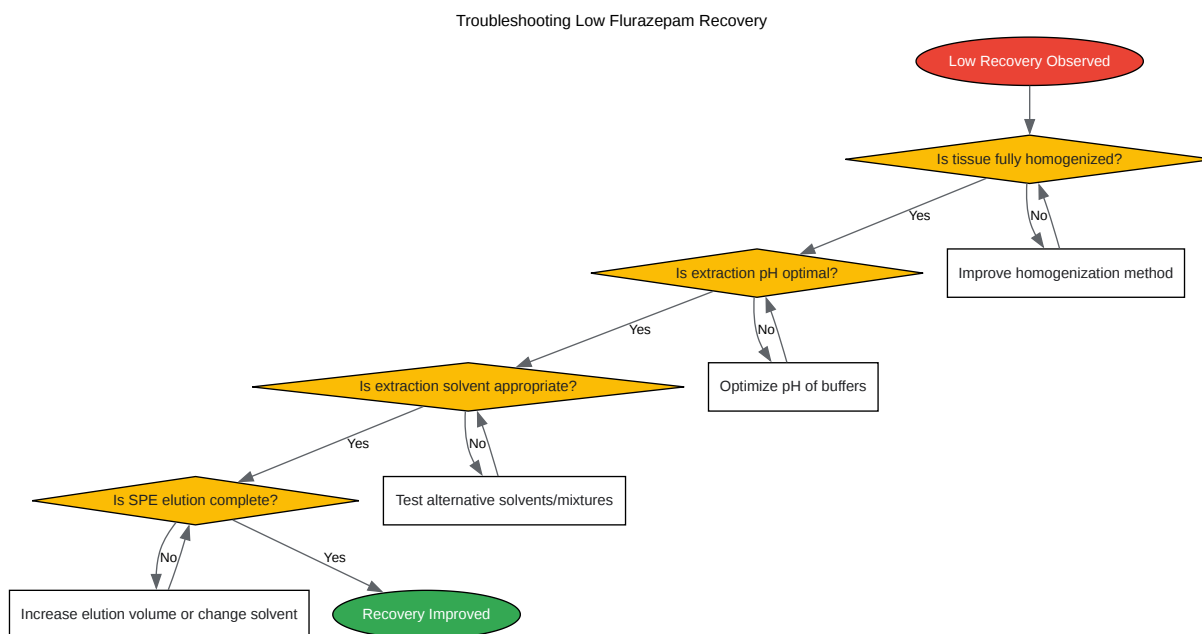 Troubleshooting Low Flurazepam Recovery
Low Recovery Observed
Is tissue fully homogenized?
Yes
No
Is extraction pH optimal?
Improve homogenization method
Yes
No
Is extraction solvent appropriate?
Optimize pH of buffers
Yes
No
Is SPE elution complete?
Test alternative solvents/mixtures
No
Yes
Increase elution volume or change solvent
Recovery Improved